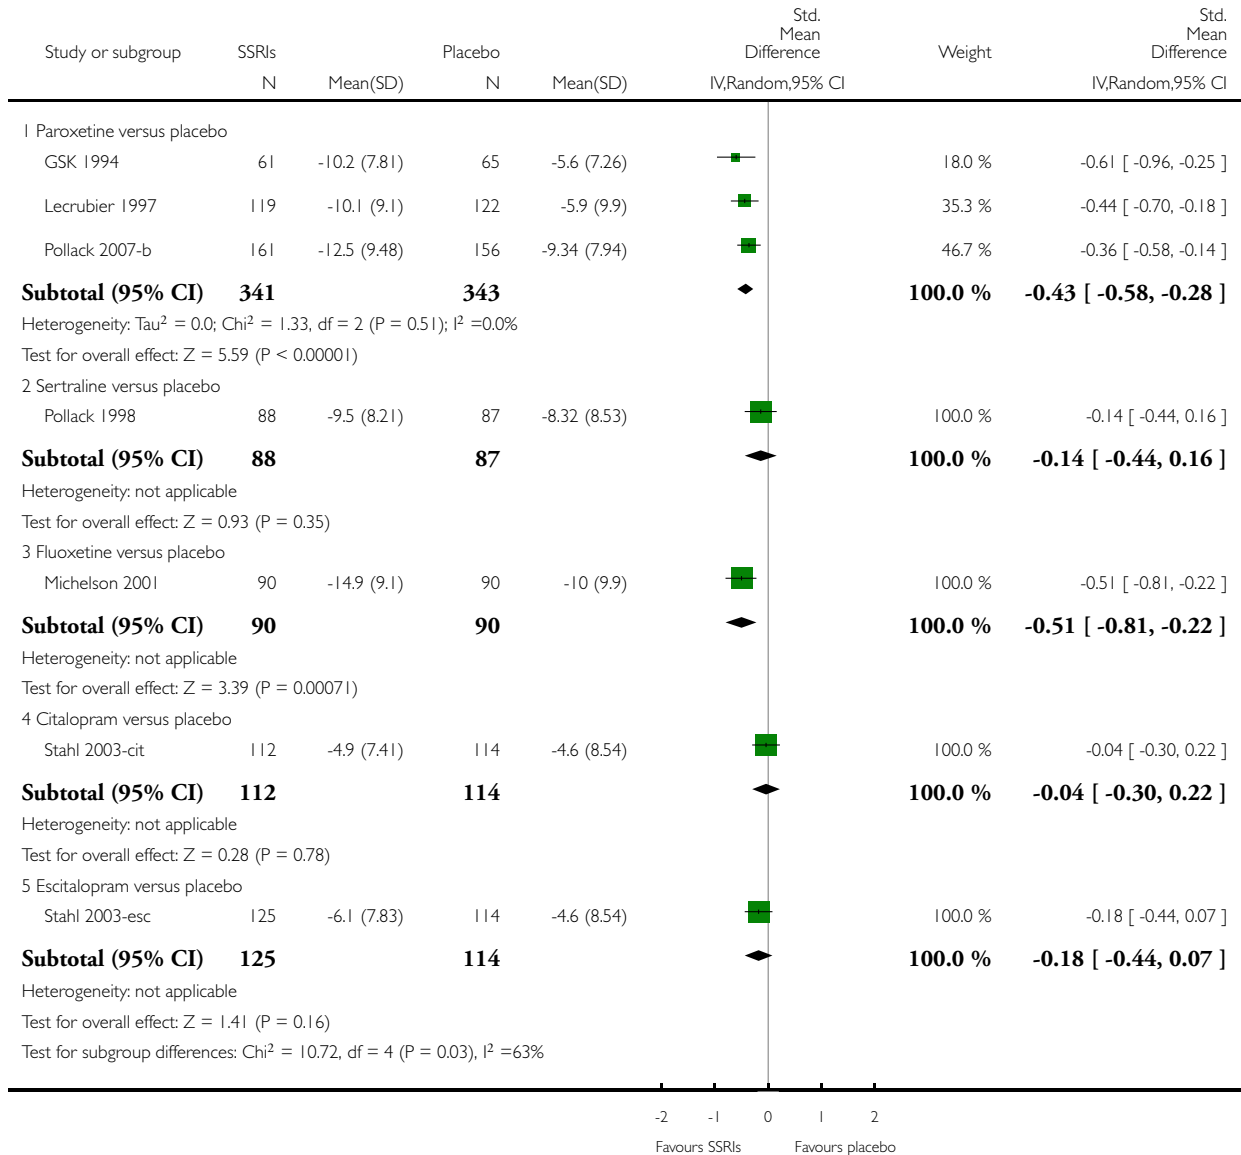 Std. Mean Difference Std. Mean Difference
Study or subgroup SSRIs Placebo Weight
N Mean(SD) N Mean(SD) IV,Random,95% CI IV,Random,95% CI
1 Paroxetine versus placebo
GSK 1994 61 -10.2 (7.81) 65 -5.6 (7.26) 18.0 % -0.61 [ -0.96, -0.25 ]
Lecrubier 1997 119 -10.1 (9.1) 122 -5.9 (9.9) 35.3 % -0.44 [ -0.70, -0.18 ]
Pollack 2007-b 161 -12.5 (9.48) 156 -9.34 (7.94) 46.7 % -0.36 [ -0.58, -0.14 ]
Subtotal (95% CI) 341 343 100.0 % -0.43 [ -0.58, -0.28 ]
Heterogeneity: Tau² = 0.0; Chi² = 1.33, df = 2 (P = 0.51); I² =0.0%
Test for overall effect: Z = 5.59 (P < 0.00001)
2 Sertraline versus placebo
Pollack 1998 88 -9.5 (8.21) 87 -8.32 (8.53) 100.0 % -0.14 [ -0.44, 0.16 ]
Subtotal (95% CI) 88 87 100.0 % -0.14 [ -0.44, 0.16 ]
Heterogeneity: not applicable
Test for overall effect: Z = 0.93 (P = 0.35)
3 Fluoxetine versus placebo
Michelson 2001 90 -14.9 (9.1) 90 -10 (9.9) 100.0 % -0.51 [ -0.81, -0.22 ]
Subtotal (95% CI) 90 90 100.0 % -0.51 [ -0.81, -0.22 ]
Heterogeneity: not applicable
Test for overall effect: Z = 3.39 (P = 0.00071)
4 Citalopram versus placebo
Stahl 2003-cit 112 -4.9 (7.41) 114 -4.6 (8.54) 100.0 % -0.04 [ -0.30, 0.22 ]
Subtotal (95% CI) 112 114 100.0 % -0.04 [ -0.30, 0.22 ]
Heterogeneity: not applicable
Test for overall effect: Z = 0.28 (P = 0.78)
5 Escitalopram versus placebo
Stahl 2003-esc 125 -6.1 (7.83) 114 -4.6 (8.54) 100.0 % -0.18 [ -0.44, 0.07 ]
Subtotal (95% CI) 125 114 100.0 % -0.18 [ -0.44, 0.07 ]
Heterogeneity: not applicable
Test for overall effect: Z = 1.41 (P = 0.16)
Test for subgroup differences: Chi² = 10.72, df = 4 (P = 0.03), I² =63%
-2 -1 0 1 2
Favours SSRIs Favours placebo